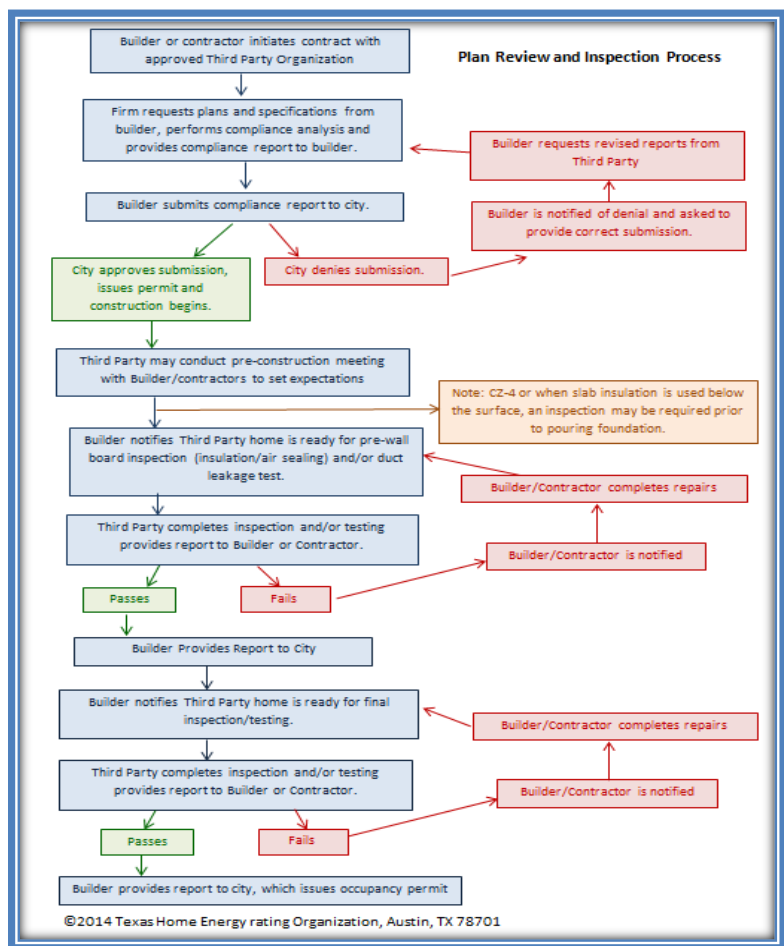 Builder or contractor initiates contract with
approved Third Party Organization
Plan Review and Inspection Process
Firm requests plans and specifications from
builder, performs compliance analysis and
provides compliance report to builder.
Builder requests revised reports from
Third Party
Builder submits compliance report to city.
Builder is notified of denial and asked to
provide correct submission.
City approves submission,
issues permit and
construction begins.
City denies submission.
Third Party may conduct pre-construction meeting
with Builder/contractors to set expectations
Note: CZ-4 or when slab insulation is used below
the surface, an inspection may be required prior
to pouring foundation.
Builder notifies Third Party home is ready for pre-wall
board inspection (insulation/air sealing) and/or duct
leakage test.
Builder/Contractor completes repairs
Third Party completes inspection and/or testing
provides report to Builder or Contractor.
Builder/Contractor is notified
Passes
Fails
Builder Provides Report to City
Builder notifies Third Party home is ready for final
inspection/testing.
Builder/Contractor completes repairs
Third Party completes inspection and/or testing
provides report to Builder or Contractor.
Builder/Contractor is notified
Passes
Fails
Builder provides report to city, which issues occupancy permit
©2014 Texas Home Energy rating Organization, Austin, TX 78701